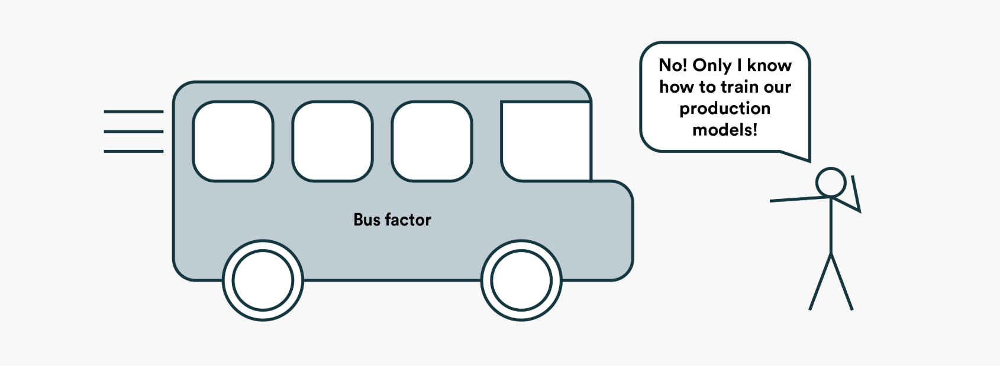 No! Only I know
how to train our
production
models!
Bus factor